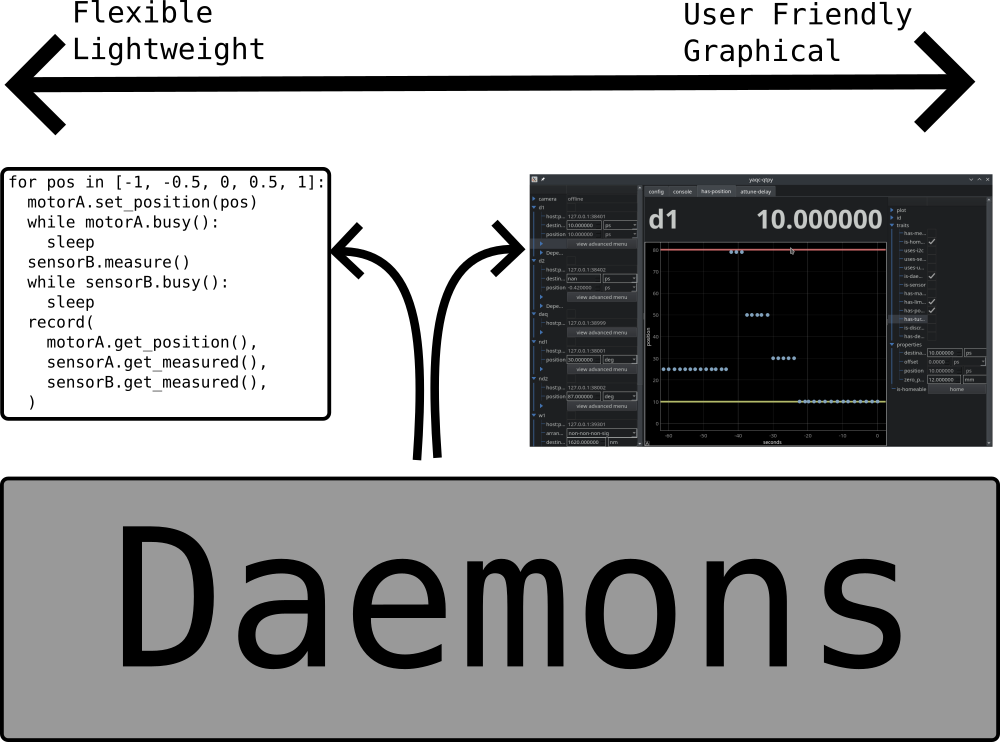 Flexible
Lightweight
User Friendly
Graphical
for pos in [-1, -0.5, 0, 0.5, 1]:
motorA.set_position(pos)
while motorA.busy():
sleep
sensorB.measure()
while sensorB.busy():
sleep
record(
motorA.get_position(),
sensorA.get_measured(),
sensorB.get_measured(),
)
yaqc-qtpy
config console has-position attune-delay
camera offline
d1
host:p... 127.0.0.1:38401
destin... 10.000000 ps
position 10.000000 ps
view advanced menu
Depe...
d2
host:p... 127.0.0.1:38402
destin... nan ps
position -0.420000 ps
view advanced menu
Depe...
daq
host:p... 127.0.0.1:38999
view advanced menu
nd1
host:p... 127.0.0.1:38001
position 30.000000 deg
view advanced menu
nd2
host:p... 127.0.0.1:38002
position 87.000000 deg
view advanced menu
w1
host:p... 127.0.0.1:39301
arran... non-non-non-sig
destin... 1620.000000 nm
d1 10.000000
position
80
70
60
50
40
30
20
10
0
-60 -50 -40 -30 -20 -10 0
seconds
plot
id
traits
has-me...
is-hom...
uses-i2c
uses-se...
uses-u...
is-dae...
is-sensor
has-ma...
has-lim...
has-po...
has-tur...
is-discr...
has-de...
properties
destina... 10.000000 ps
offset 0.0000 ps
position 10.000000 ps
zero_p... 12.000000 mm
is-homeable home
Daemons